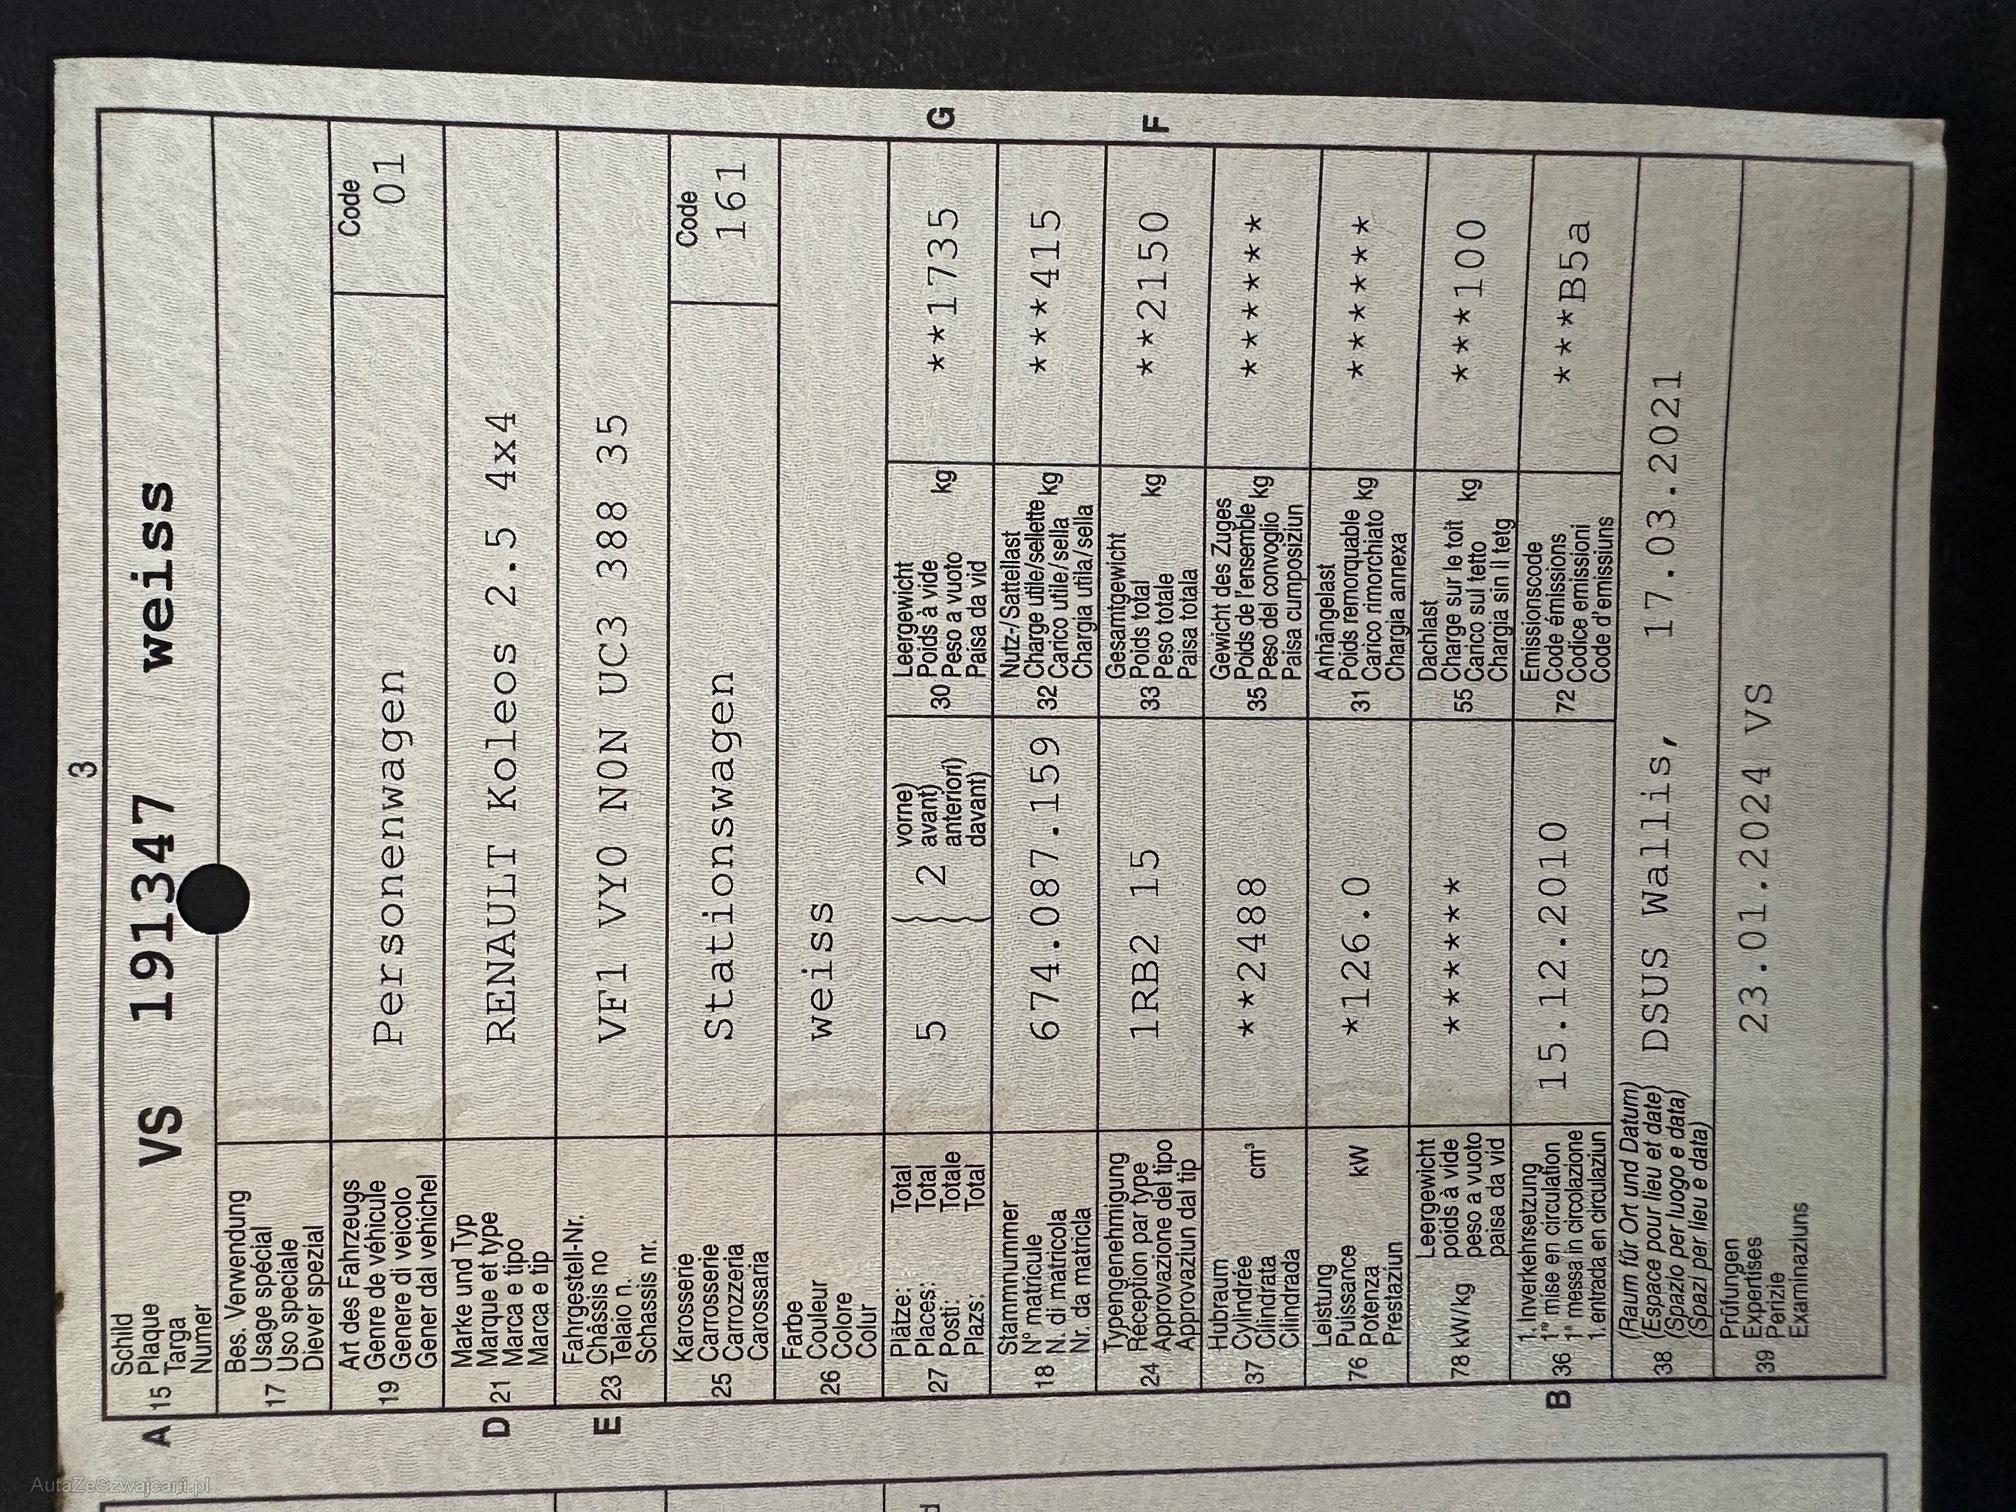 3
A 15 Schild Plaque Targa Numer VS 191347 weiss
17 Bes. Verwendung Usage spécial Uso speciale Diever spezial
19 Art des Fahrzeugs Genre de véhicule Genere di veicolo Gener dal vehichel Personenwagen Code 01
D 21 Marke und Typ Marque et type Marca e tipo Marca e tip RENAULT Koleos 2.5 4x4
E 23 Fahrgestell-Nr. Châssis no Telaio n. Schassis nr. VF1 VY0 N0N UC3 388 35
25 Karosserie Carrosserie Carrozzeria Carossaria Stationswagen Code 161
26 Farbe Couleur Colore Colur weiss
27 Plätze: Places: Posti: Plazs: Total Total Totale Total 5 { 2 vorne) avant) anteriori) davant)
30 Leergewicht Poids à vide Peso a vuoto Paisa da vid kg **1735 G
18 Stammnummer N° matricule N. di matricola Nr. da matricla 674.087.159
32 Nutz-/Sattellast Charge utile/sellette Carico utile/sella Chargia utila/sella kg ***415
24 Typengenehmigung Réception par type Approvazione del tipo Approvaziun dal tip 1RB2 15
33 Gesamtgewicht Poids total Peso totale Paisa totala kg **2150 F
37 Hubraum Cylindrée Cilindrata Cilindrada cm³ **2488
35 Gewicht des Zuges Poids de l'ensemble Peso del convoglio Paisa cumposiziun kg ******
76 Leistung Puissance Potenza Prestaziun kW *126.0
31 Anhängelast Poids remorquable Carico rimorchiato Chargia annexa kg ******
78 kW/kg Leergewicht poids à vide peso a vuoto paisa da vid ******
55 Dachlast Charge sur le toit Carico sul tetto Chargia sin il tetg kg ***100
B 36 1. Inverkehrsetzung 1re mise en circulation 1a messa in circolazione 1. entrada en circulaziun 15.12.2010
72 Emissionscode Code émissions Codice emissioni Code d'emissiuns ***B5a
38 (Raum für Ort und Datum) (Espace pour lieu et date) (Spazio per luogo e data) (Spazi per lieu e data) DSUS Wallis, 17.03.2021
39 Prüfungen Expertises Perizie Examinaziuns 23.01.2024 VS
AutaZeSzwajcarii.pl